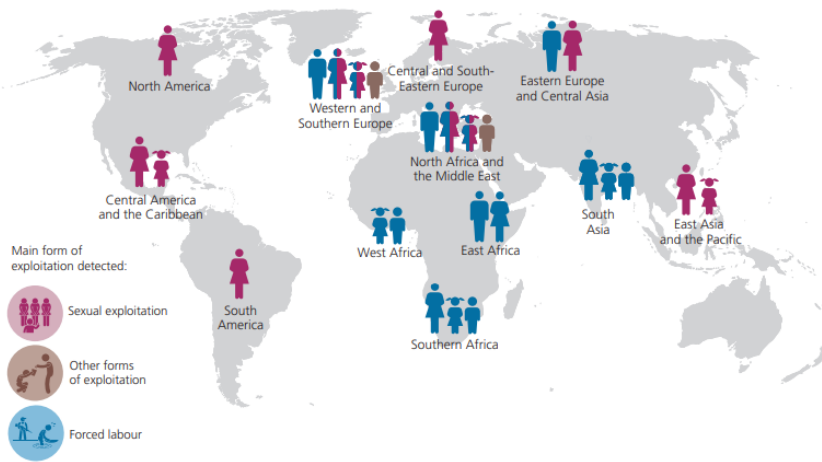 North America
Central and South-
Eastern Europe
Eastern Europe
and Central Asia
Western and
Southern Europe
North Africa and
the Middle East
Central America
and the Caribbean
South
Asia
East Asia
and the Pacific
West Africa
East Africa
South
America
Southern Africa
Main form of
exploitation detected:
Sexual exploitation
Other forms
of exploitation
Forced labour